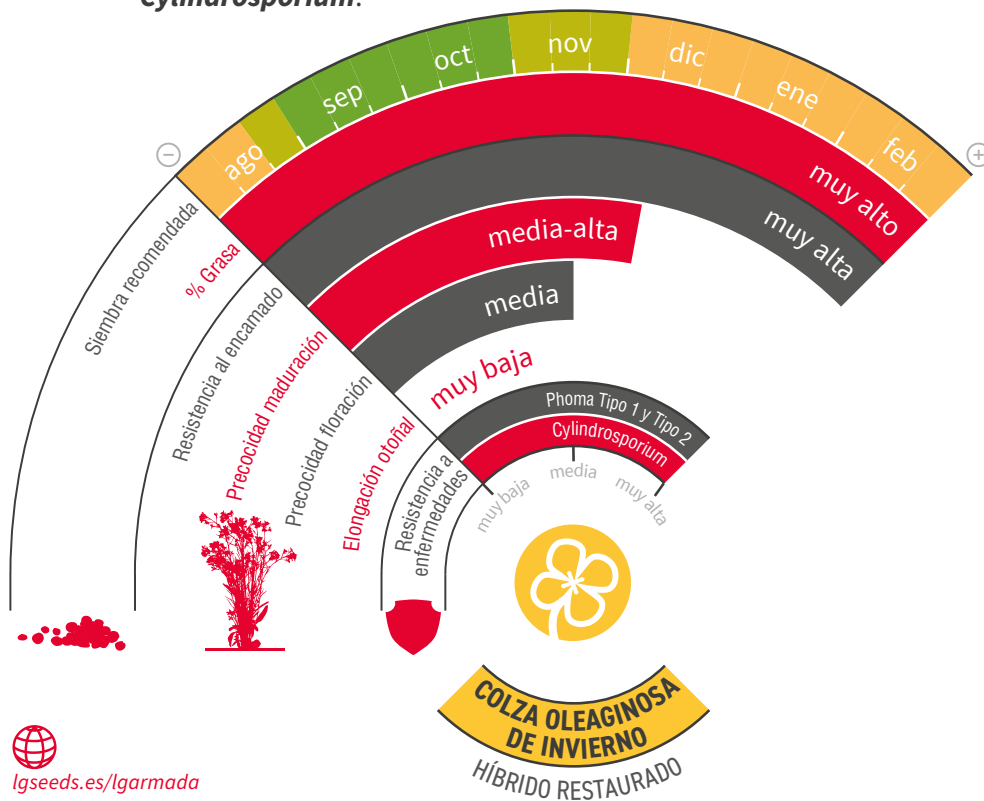 Cylindrosporium.
ago
sep
oct
nov
dic
ene
feb
−
+
Siembra recomendada
% Grasa
muy alto
Resistencia al encamado
muy alta
Precocidad maduración
media-alta
Precocidad floración
media
Elongación otoñal
muy baja
Resistencia a
enfermedades
Phoma Tipo 1 y Tipo 2
Cylindrosporium
muy baja
media
muy alta
COLZA OLEAGINOSA
DE INVIERNO
HÍBRIDO RESTAURADO
lgseeds.es/lgarmada